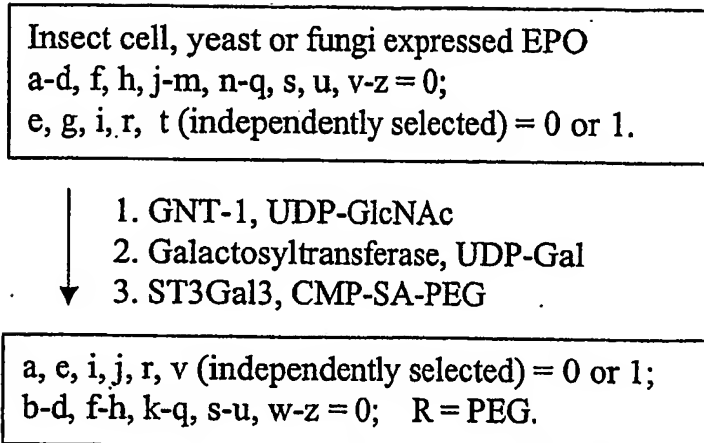 Insect cell, yeast or fungi expressed EPO
a-d, f, h, j-m, n-q, s, u, v-z = 0;
e, g, i, r, t (independently selected) = 0 or 1.
1. GNT-1, UDP-GlcNAc
2. Galactosyltransferase, UDP-Gal
3. ST3Gal3, CMP-SA-PEG
a, e, i, j, r, v (independently selected) = 0 or 1;
b-d, f-h, k-q, s-u, w-z = 0; R = PEG.